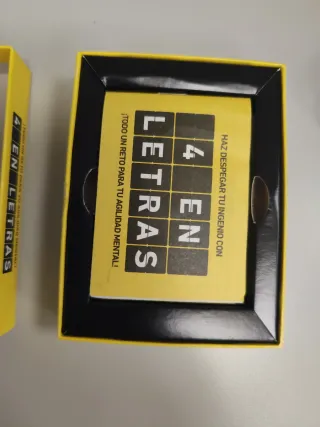 HAZ DESPEGAR TU INGENIO CON
4 EN
LETRAS
¡TODO UN RETO PARA TU AGILIDAD MENTAL!
4 EN LETRAS